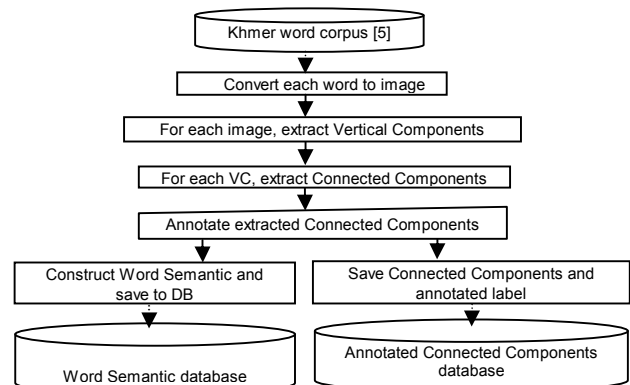 Khmer word corpus [5]
Convert each word to image
For each image, extract Vertical Components
For each VC, extract Connected Components
Annotate extracted Connected Components
Construct Word Semantic and
save to DB
Save Connected Components and
annotated label
Word Semantic database
Annotated Connected Components
database